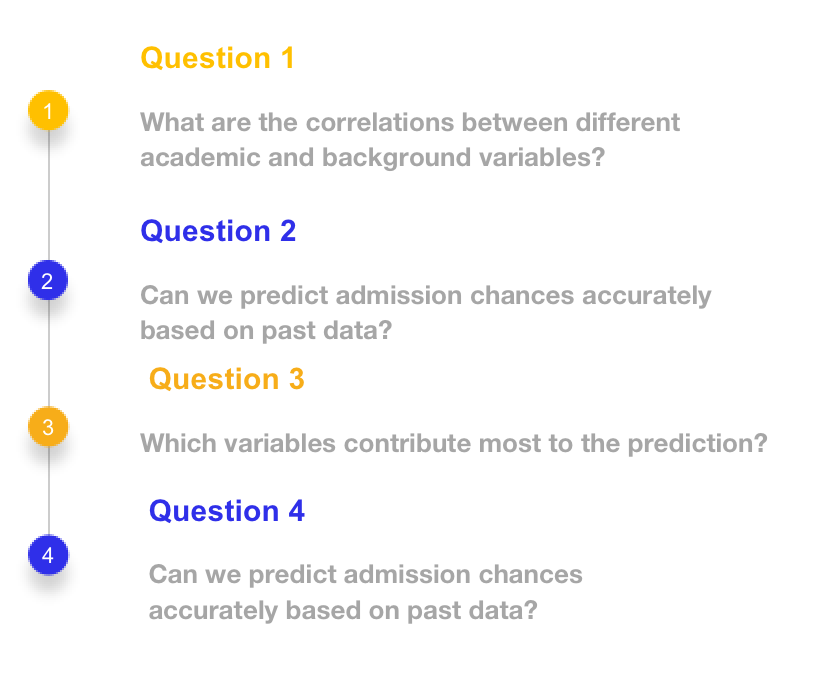 Question 1
1
What are the correlations between different
academic and background variables?
Question 2
2
Can we predict admission chances accurately
based on past data?
Question 3
3
Which variables contribute most to the prediction?
Question 4
4
Can we predict admission chances
accurately based on past data?